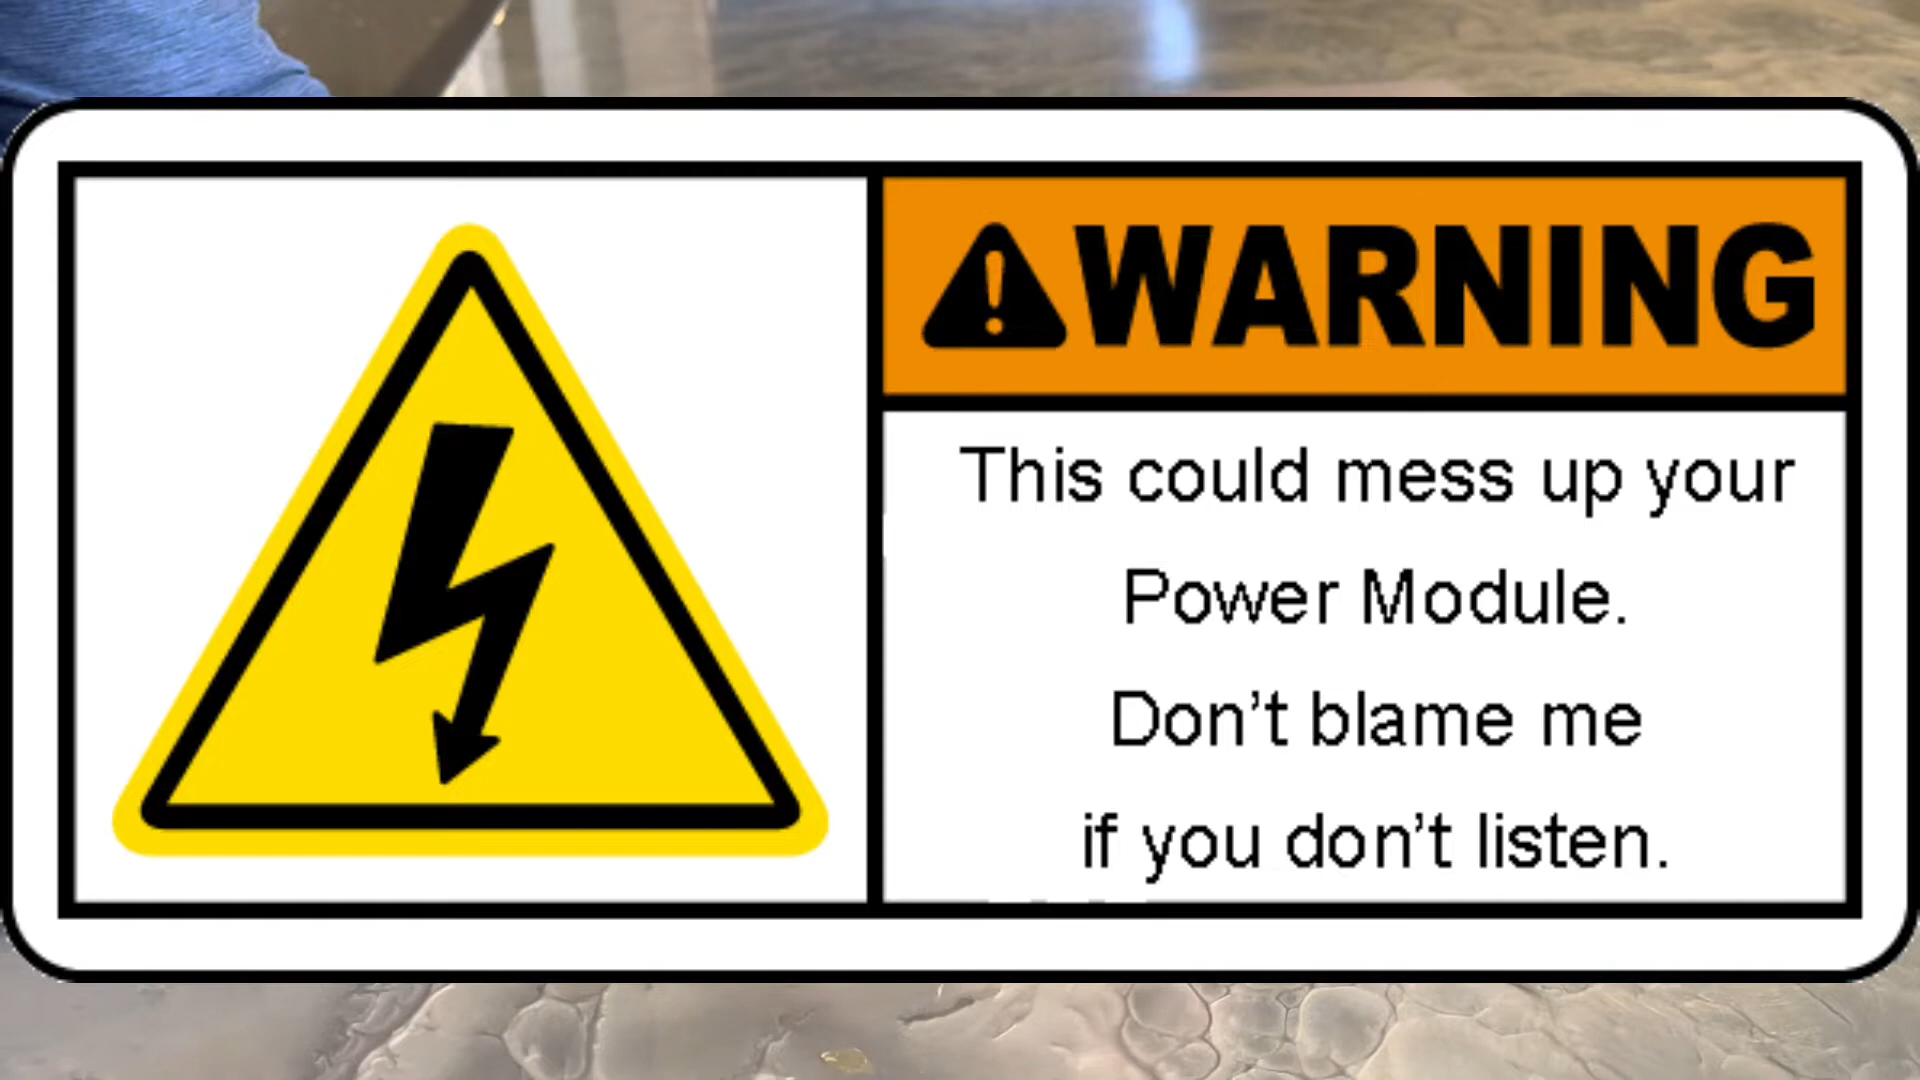 WARNING
This could mess up your
Power Module.
Don’t blame me
if you don’t listen.